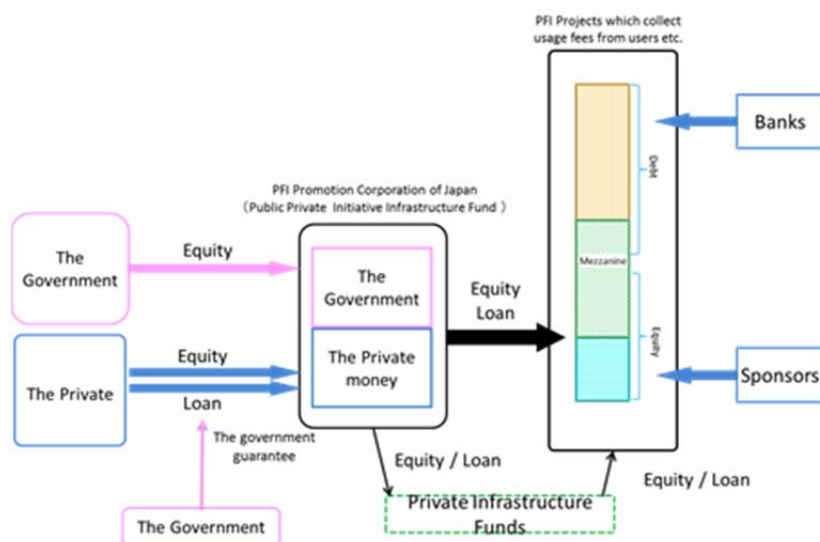 PFI Projects which collect
usage fees from users etc.
Banks
Debt
PFI Promotion Corporation of Japan
（Public Private Initiative Infrastructure Fund ）
The
Government
Equity
The
Government
Mezzanine
Equity
Loan
Equity
The Private
Equity
Loan
The Private
money
Sponsors
The government
guarantee
Equity / Loan
Equity / Loan
The Government
Private Infrastructure
Funds